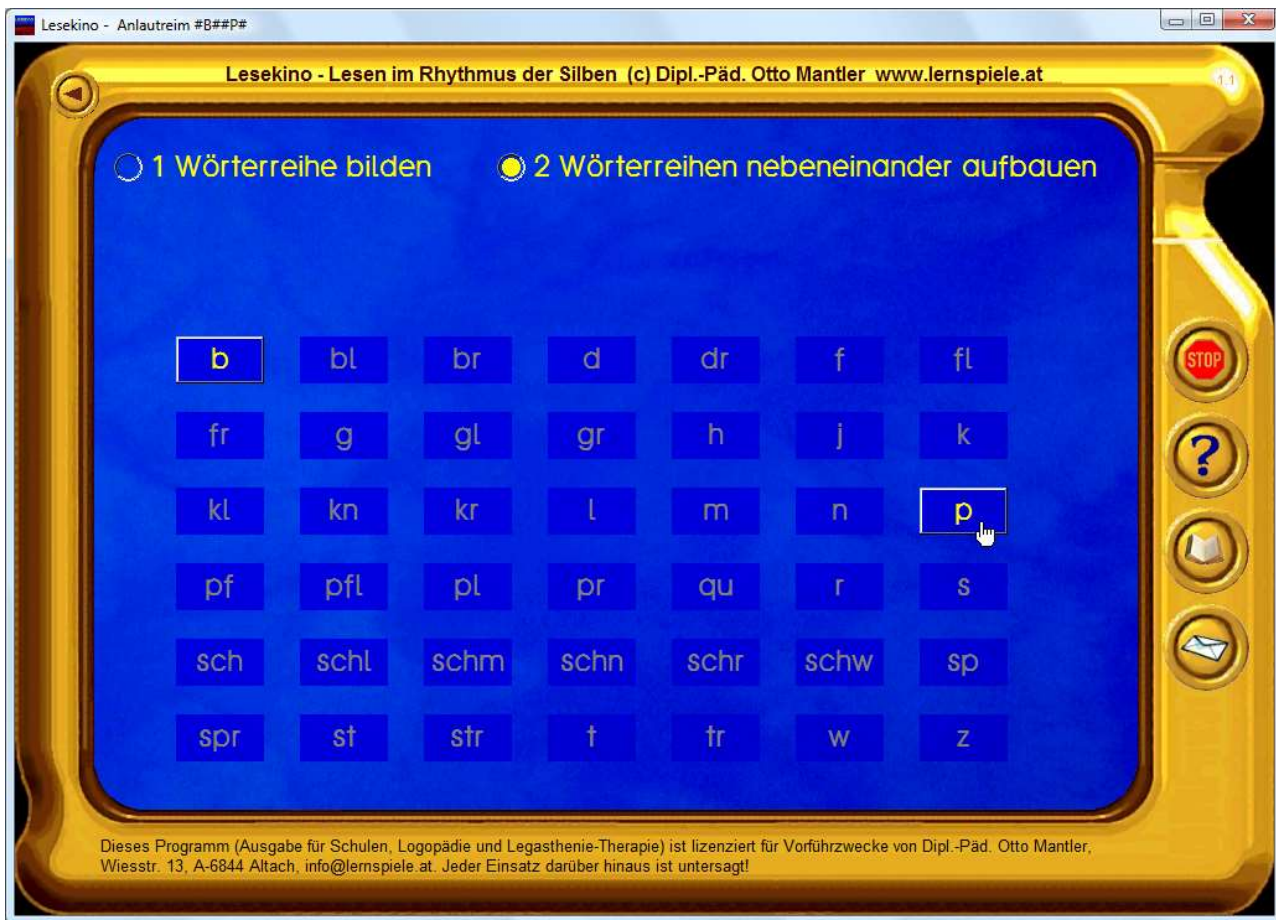 Lesekino - Anlautreim #B##P#
Lesekino - Lesen im Rhythmus der Silben (c) Dipl.-Päd. Otto Mantler www.lernspiele.at
1.1
1 Wörterreihe bilden 2 Wörterreihen nebeneinander aufbauen
b bl br d dr f fl
STOP
fr g gl gr h j k
?
kl kn kr l m n p
pf pfl pl pr qu r s
sch schl schm schn schr schw sp
spr st str t tr w z
Dieses Programm (Ausgabe für Schulen, Logopädie und Legasthenie-Therapie) ist lizenziert für Vorführzwecke von Dipl.-Päd. Otto Mantler,
Wiesstr. 13, A-6844 Altach, info@lernspiele.at. Jeder Einsatz darüber hinaus ist untersagt!